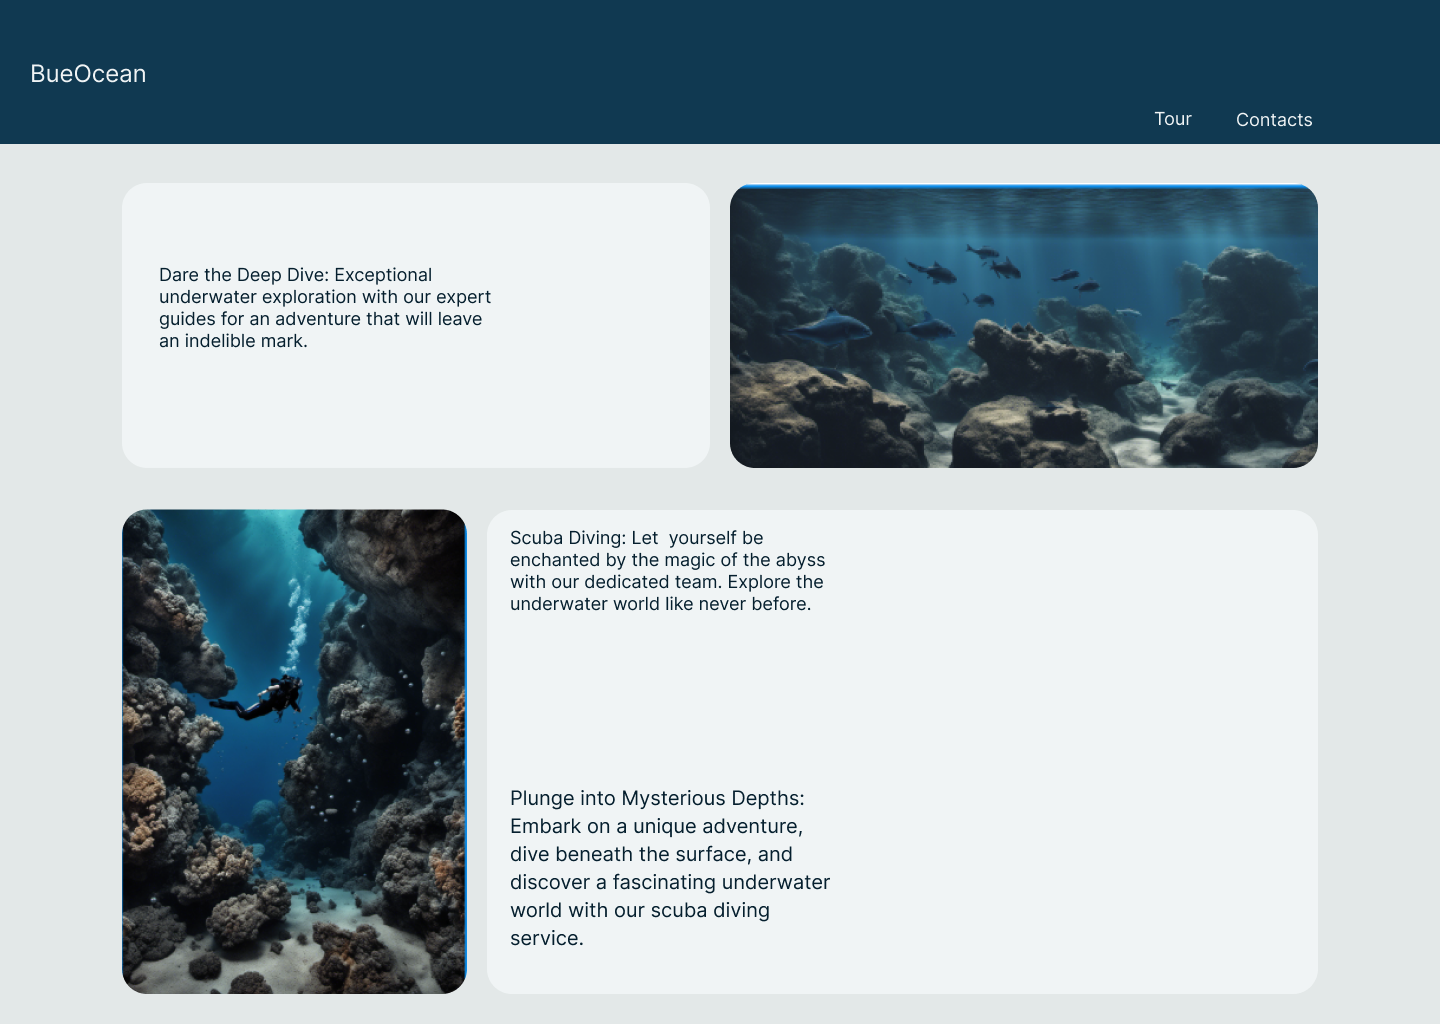 BueOcean
Tour
Contacts
Dare the Deep Dive: Exceptional
underwater exploration with our expert
guides for an adventure that will leave
an indelible mark.
Scuba Diving: Let  yourself be
enchanted by the magic of the abyss
with our dedicated team. Explore the
underwater world like never before.
Plunge into Mysterious Depths:
Embark on a unique adventure,
dive beneath the surface, and
discover a fascinating underwater
world with our scuba diving
service.